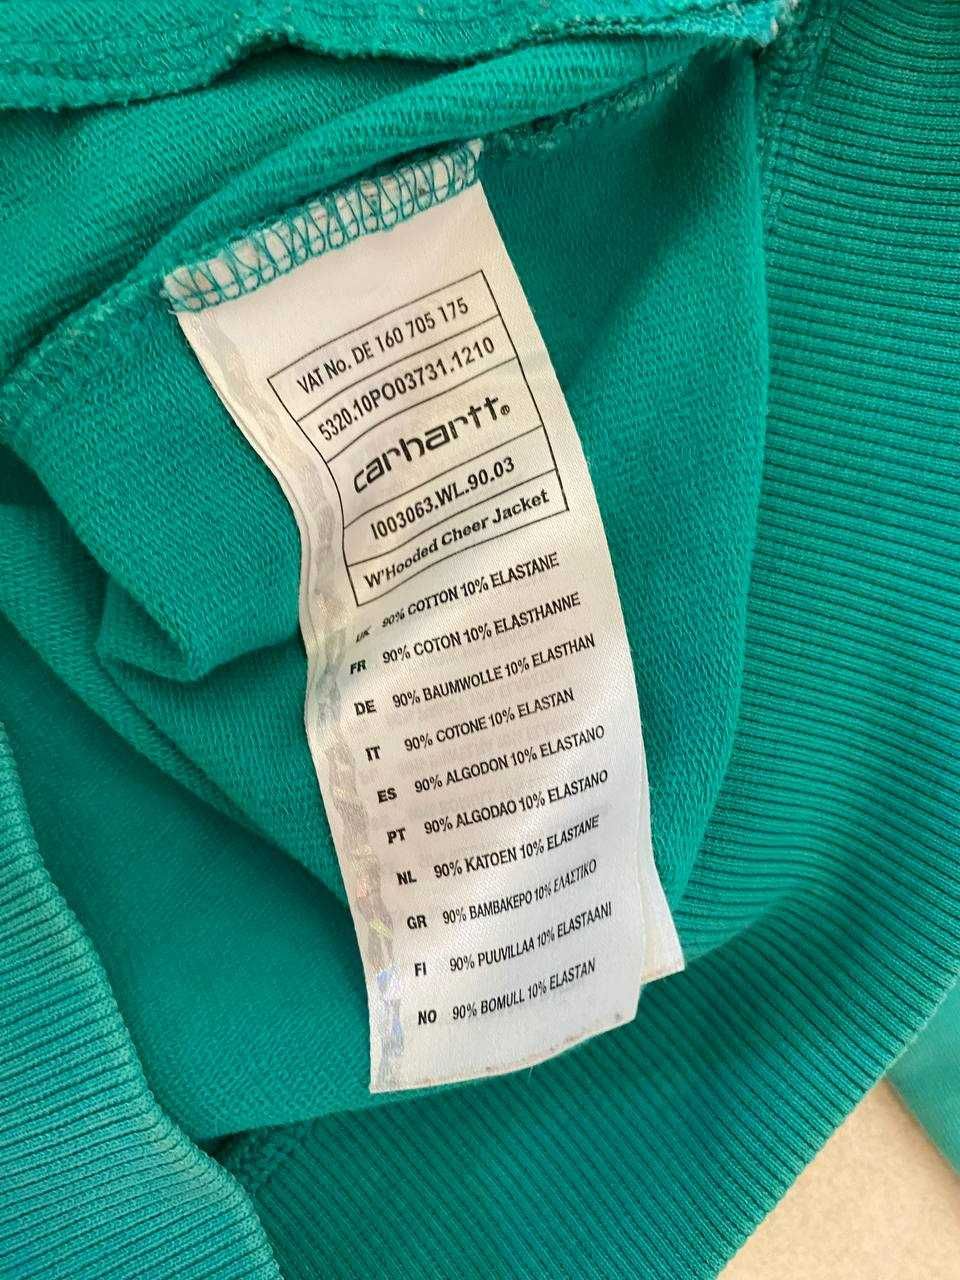 VAT No. DE 160 705 175
5320.10PO03731.1210
carhartt®
I003063.WL.90.03
W'Hooded Cheer Jacket
UK 90% COTTON 10% ELASTANE
FR 90% COTON 10% ELASTHANNE
DE 90% BAUMWOLLE 10% ELASTHAN
IT 90% COTONE 10% ELASTAN
ES 90% ALGODON 10% ELASTANO
PT 90% ALGODAO 10% ELASTANO
NL 90% KATOEN 10% ELASTANE
GR 90% ΒΑΜΒΑΚΕΡΟ 10% ΕΛΑΣΤΙΚΟ
FI 90% PUUVILLAA 10% ELASTAANI
NO 90% BOMULL 10% ELASTAN